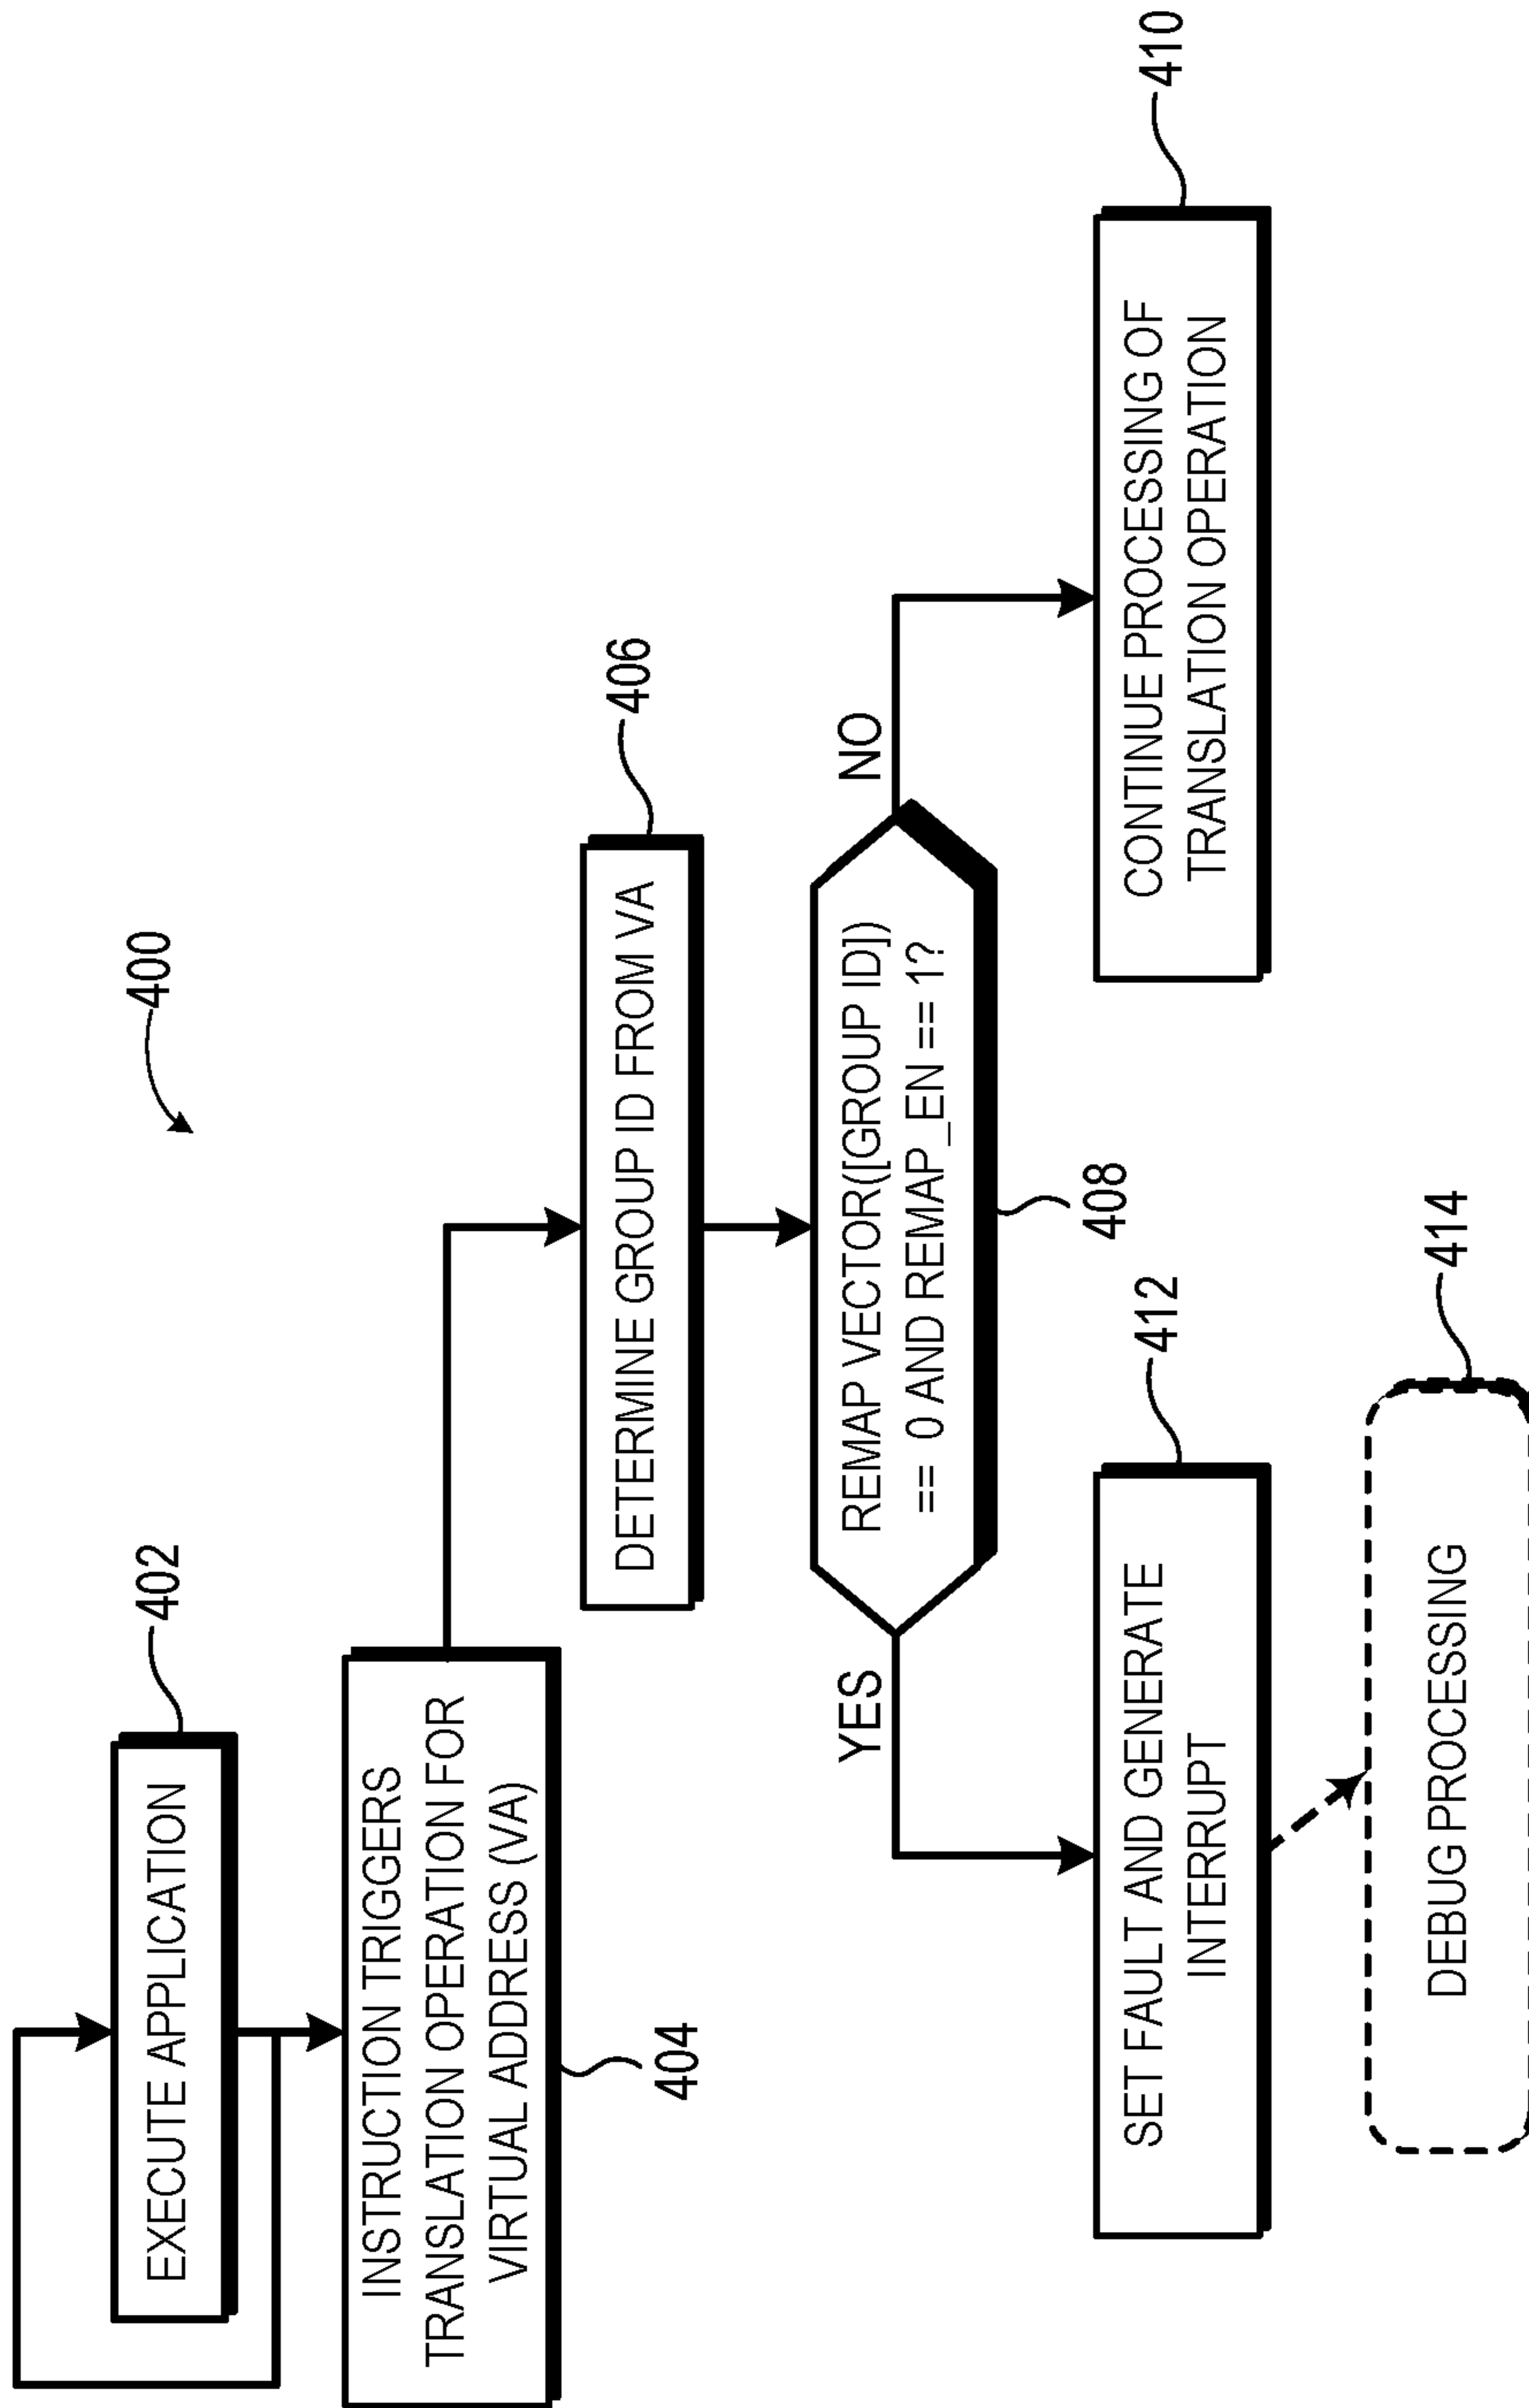 400
402
EXECUTE APPLICATION
INSTRUCTION TRIGGERS
TRANSLATION OPERATION FOR
VIRTUAL ADDRESS (VA)
404
406
DETERMINE GROUP ID FROM VA
REMAP VECTOR([GROUP ID])
== 0 AND REMAP_EN == 1?
408
YES
NO
412
SET FAULT AND GENERATE
INTERRUPT
410
CONTINUE PROCESSING OF
TRANSLATION OPERATION
414
DEBUG PROCESSING